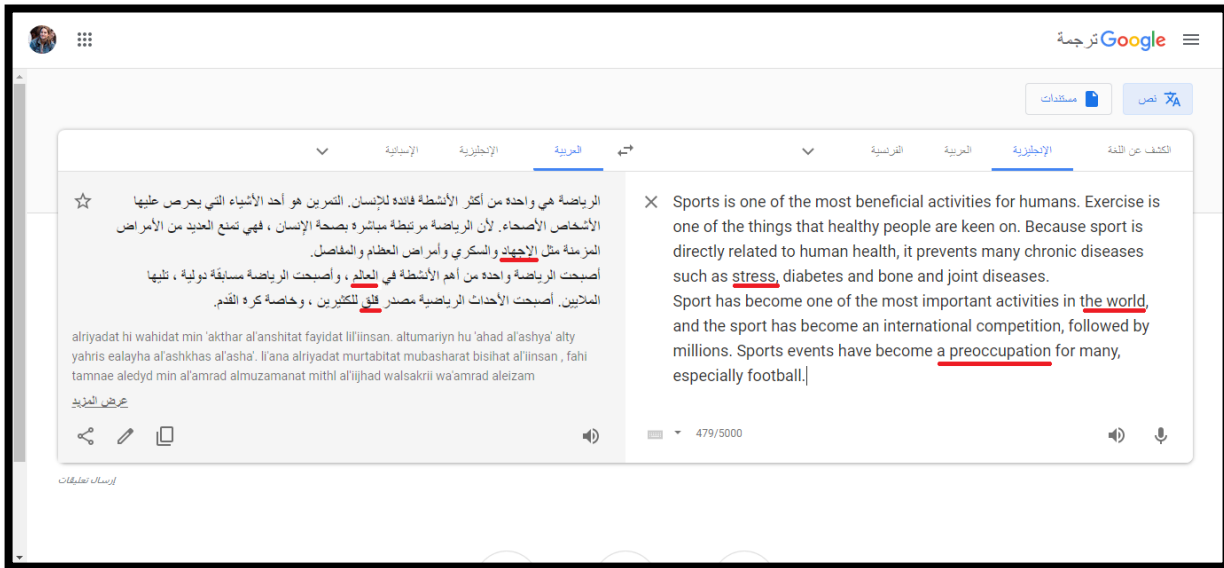 Google ترجمة
نص
مستندات
الكشف عن اللغة
الإنجليزية
العربية
الفرنسية
العربية
الإنجليزية
الإسبانية
Sports is one of the most beneficial activities for humans. Exercise is
one of the things that healthy people are keen on. Because sport is
directly related to human health, it prevents many chronic diseases
such as stress, diabetes and bone and joint diseases.
Sport has become one of the most important activities in the world,
and the sport has become an international competition, followed by
millions. Sports events have become a preoccupation for many,
especially football.
479/5000
الرياضة هي واحدة من أكثر الأنشطة فائدة للإنسان. التمرين هو أحد الأشياء التي يحرص عليها
الأشخاص الأصحاء. لأن الرياضة مرتبطة مباشرة بصحة الإنسان ، فهي تمنع العديد من الأمراض
المزمنة مثل الإجهاد والسكري وأمراض العظام والمفاصل.
أصبحت الرياضة واحدة من أهم الأنشطة في العالم ، وأصبحت الرياضة مسابقة دولية ، تليها
الملايين. أصبحت الأحداث الرياضية مصدر قلق للكثيرين ، وخاصة كرة القدم.
alriyadat hi wahidat min 'akthar al'anshitat fayidat lil'iinsan. altumariyn hu 'ahad al'ashya' alty
yahris ealayha al'ashkhas al'asha'. li'ana alriyadat murtabitat mubasharat bisihat al'iinsan , fahi
tamnae aledyd min al'amrad almuzamanat mithl al'iijhad walsakrii wa'amrad aleizam
عرض المزيد
إرسال تعليقات